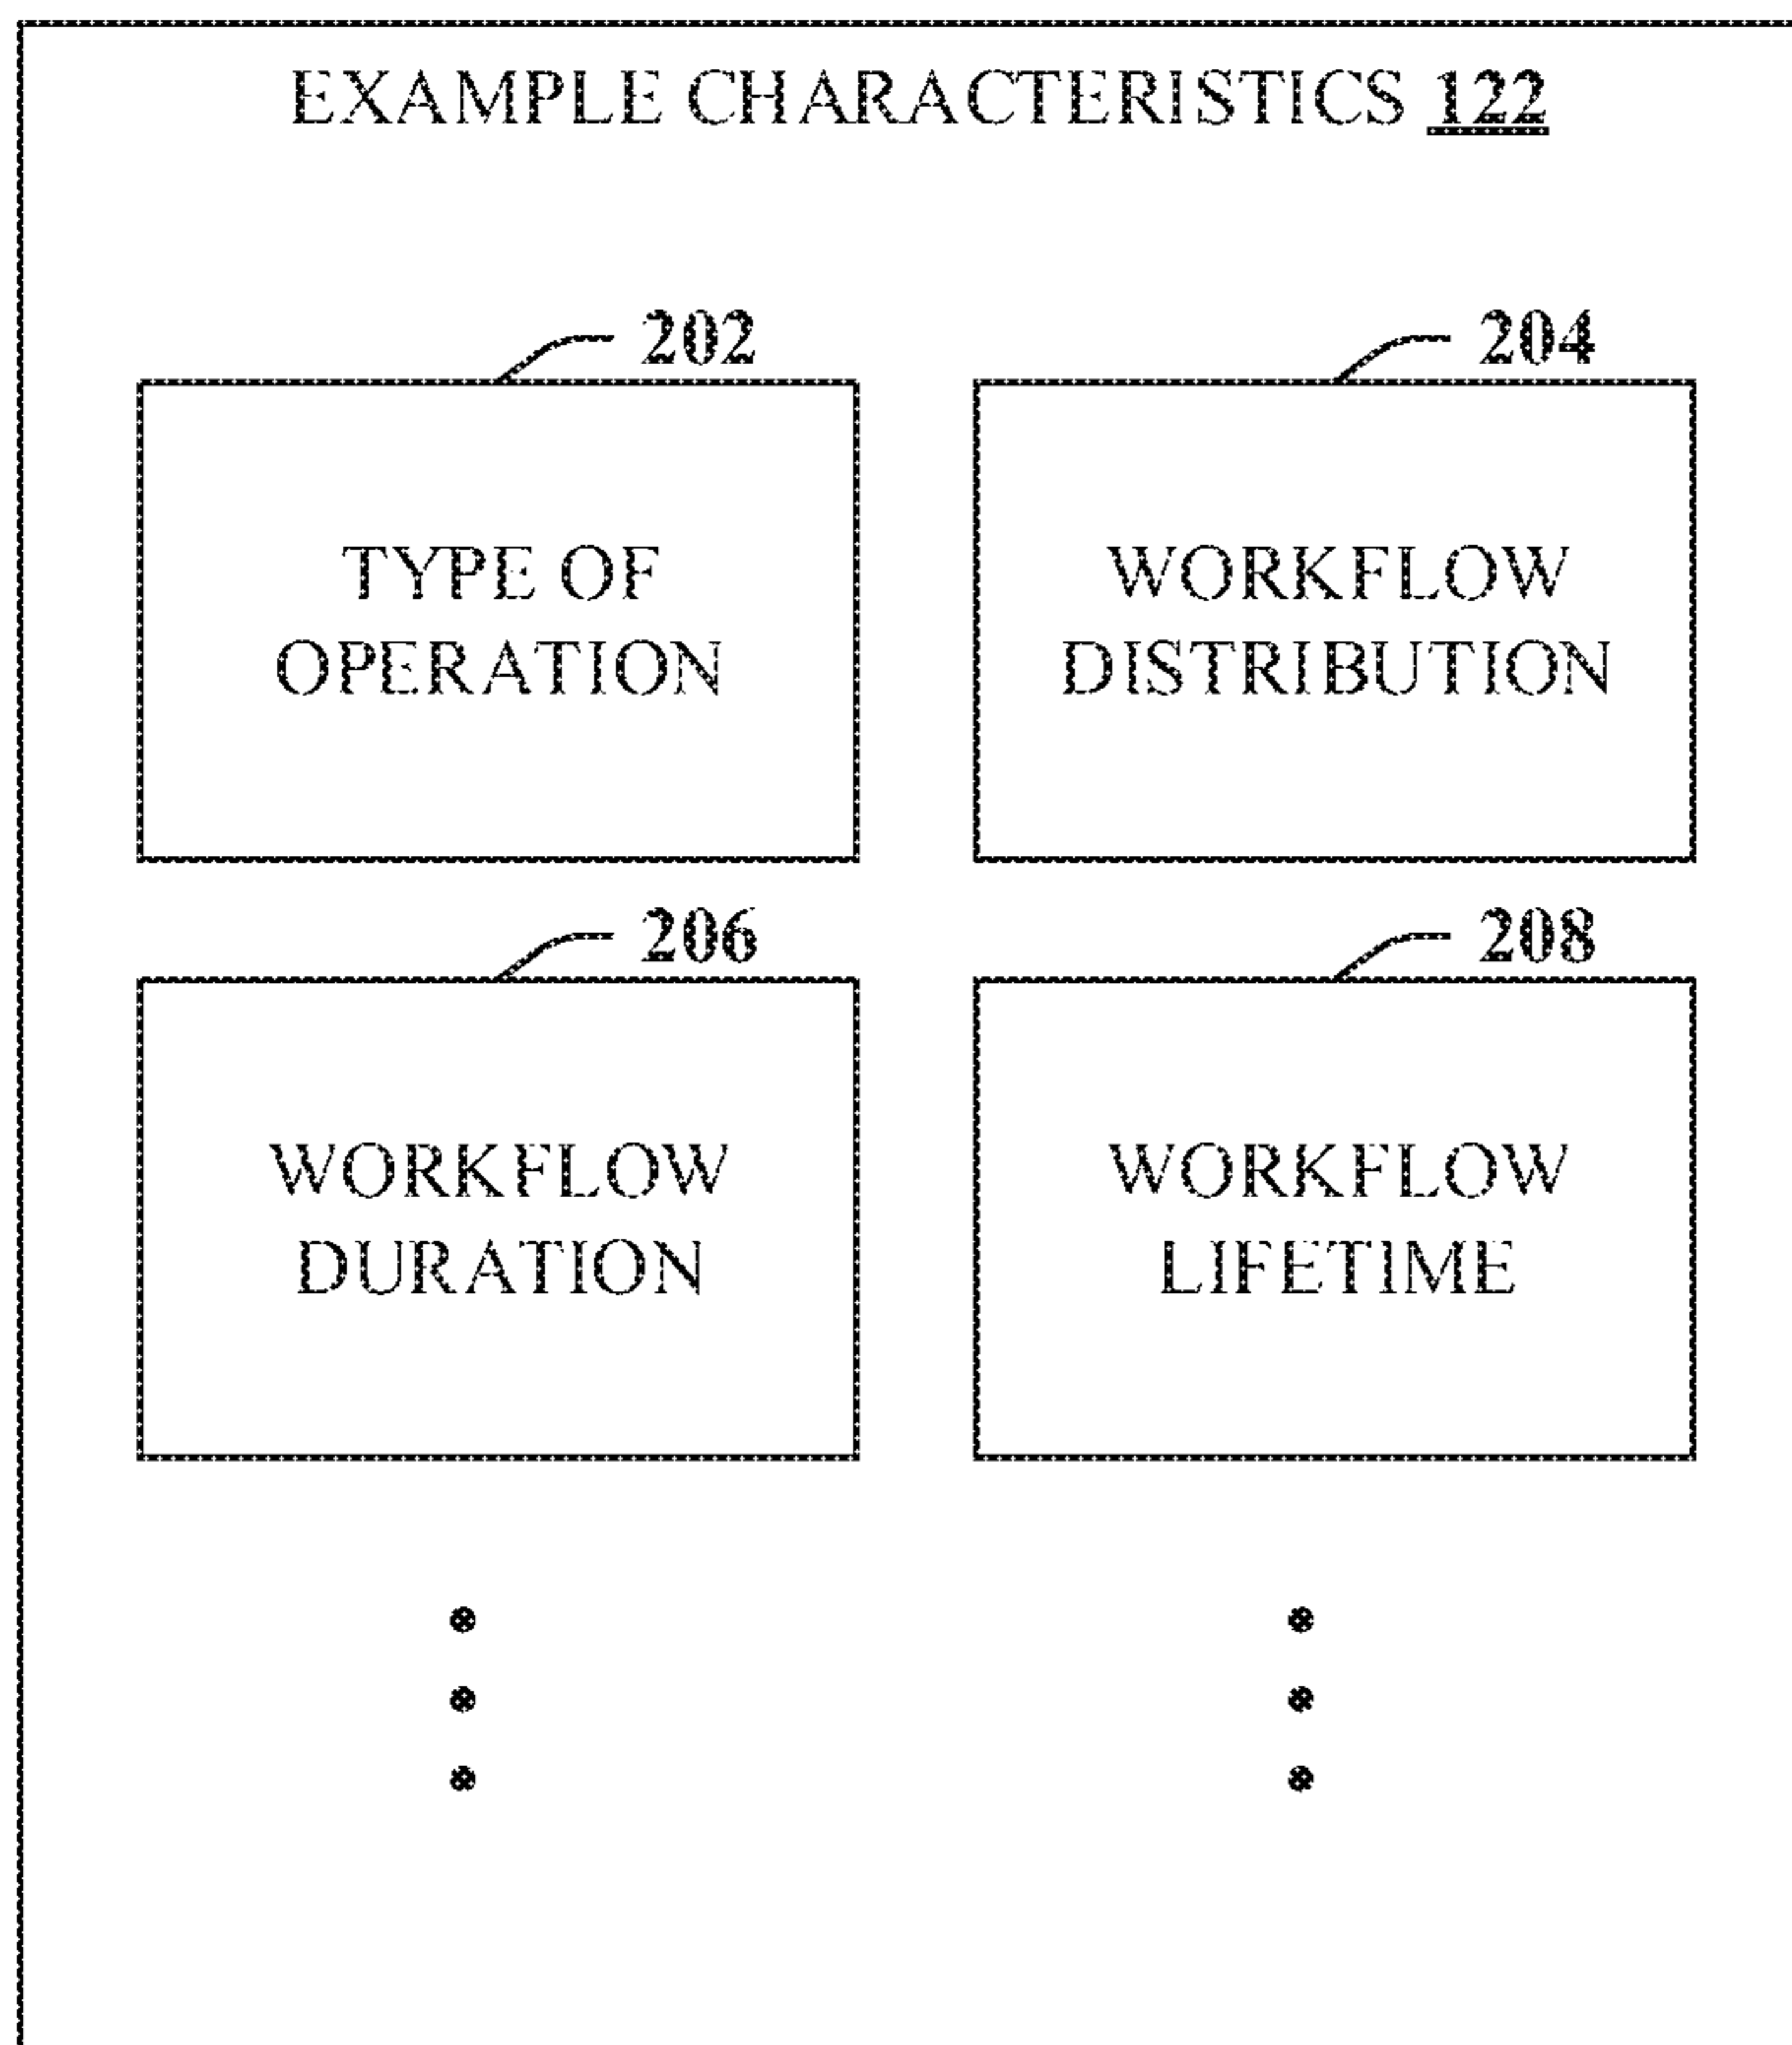 EXAMPLE CHARACTERISTICS 122
202
204
TYPE OF
OPERATION
WORKFLOW
DISTRIBUTION
206
208
WORKFLOW
DURATION
WORKFLOW
LIFETIME